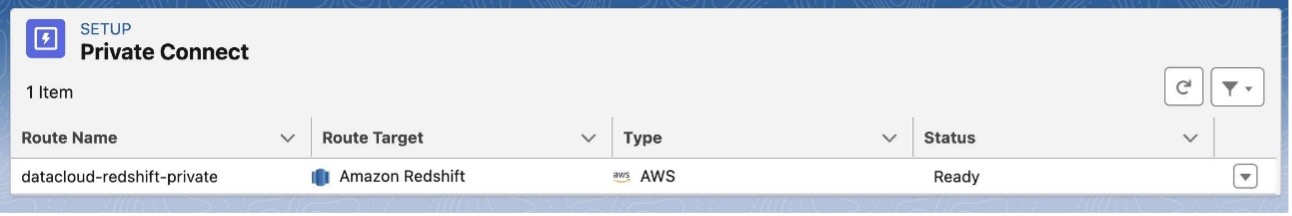 SETUP
Private Connect
1 Item
Route Name Route Target Type Status
datacloud-redshift-private Amazon Redshift aws AWS Ready